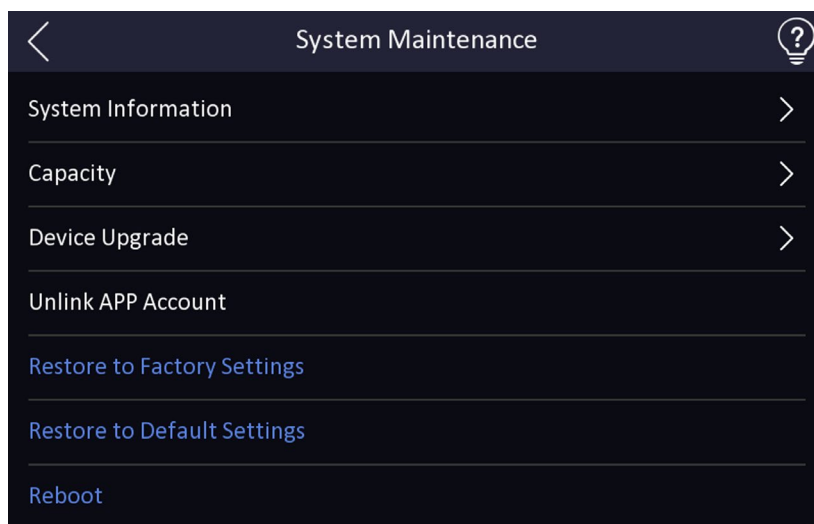 System Maintenance
System Information
Capacity
Device Upgrade
Unlink APP Account
Restore to Factory Settings
Restore to Default Settings
Reboot